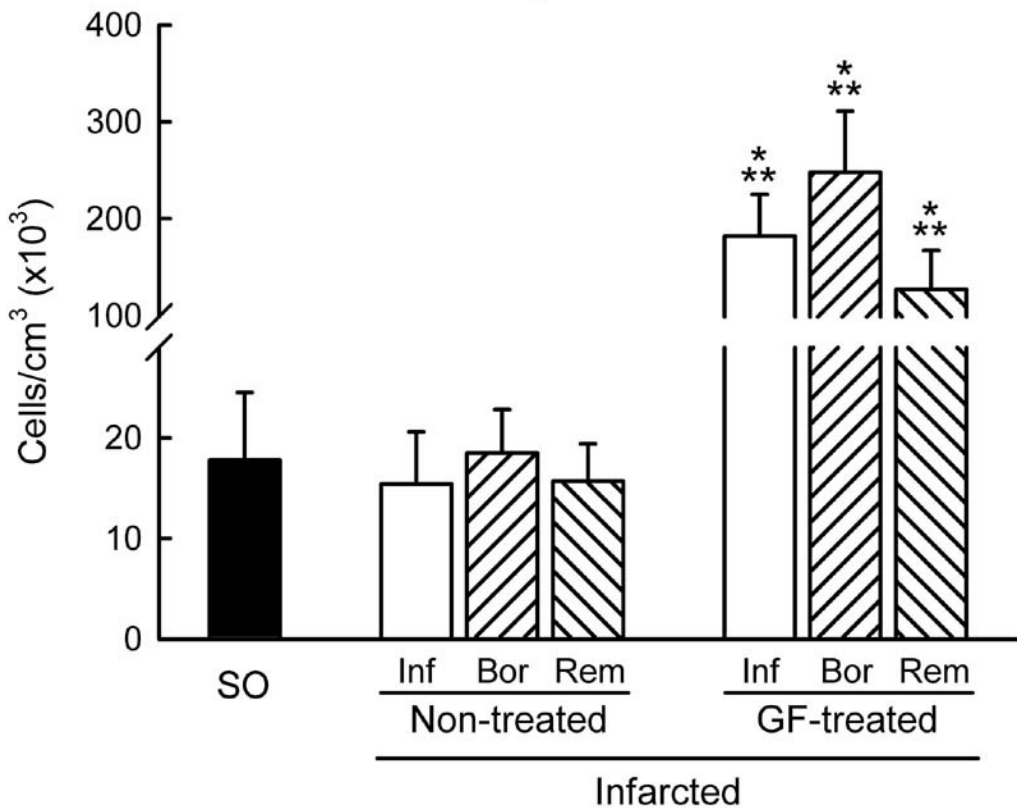 400
300
200
100
20
10
0
Cells/cm³ (x10³)
*
**
*
**
*
**
SO
Inf Bor Rem
Non-treated
Inf Bor Rem
GF-treated
Infarcted